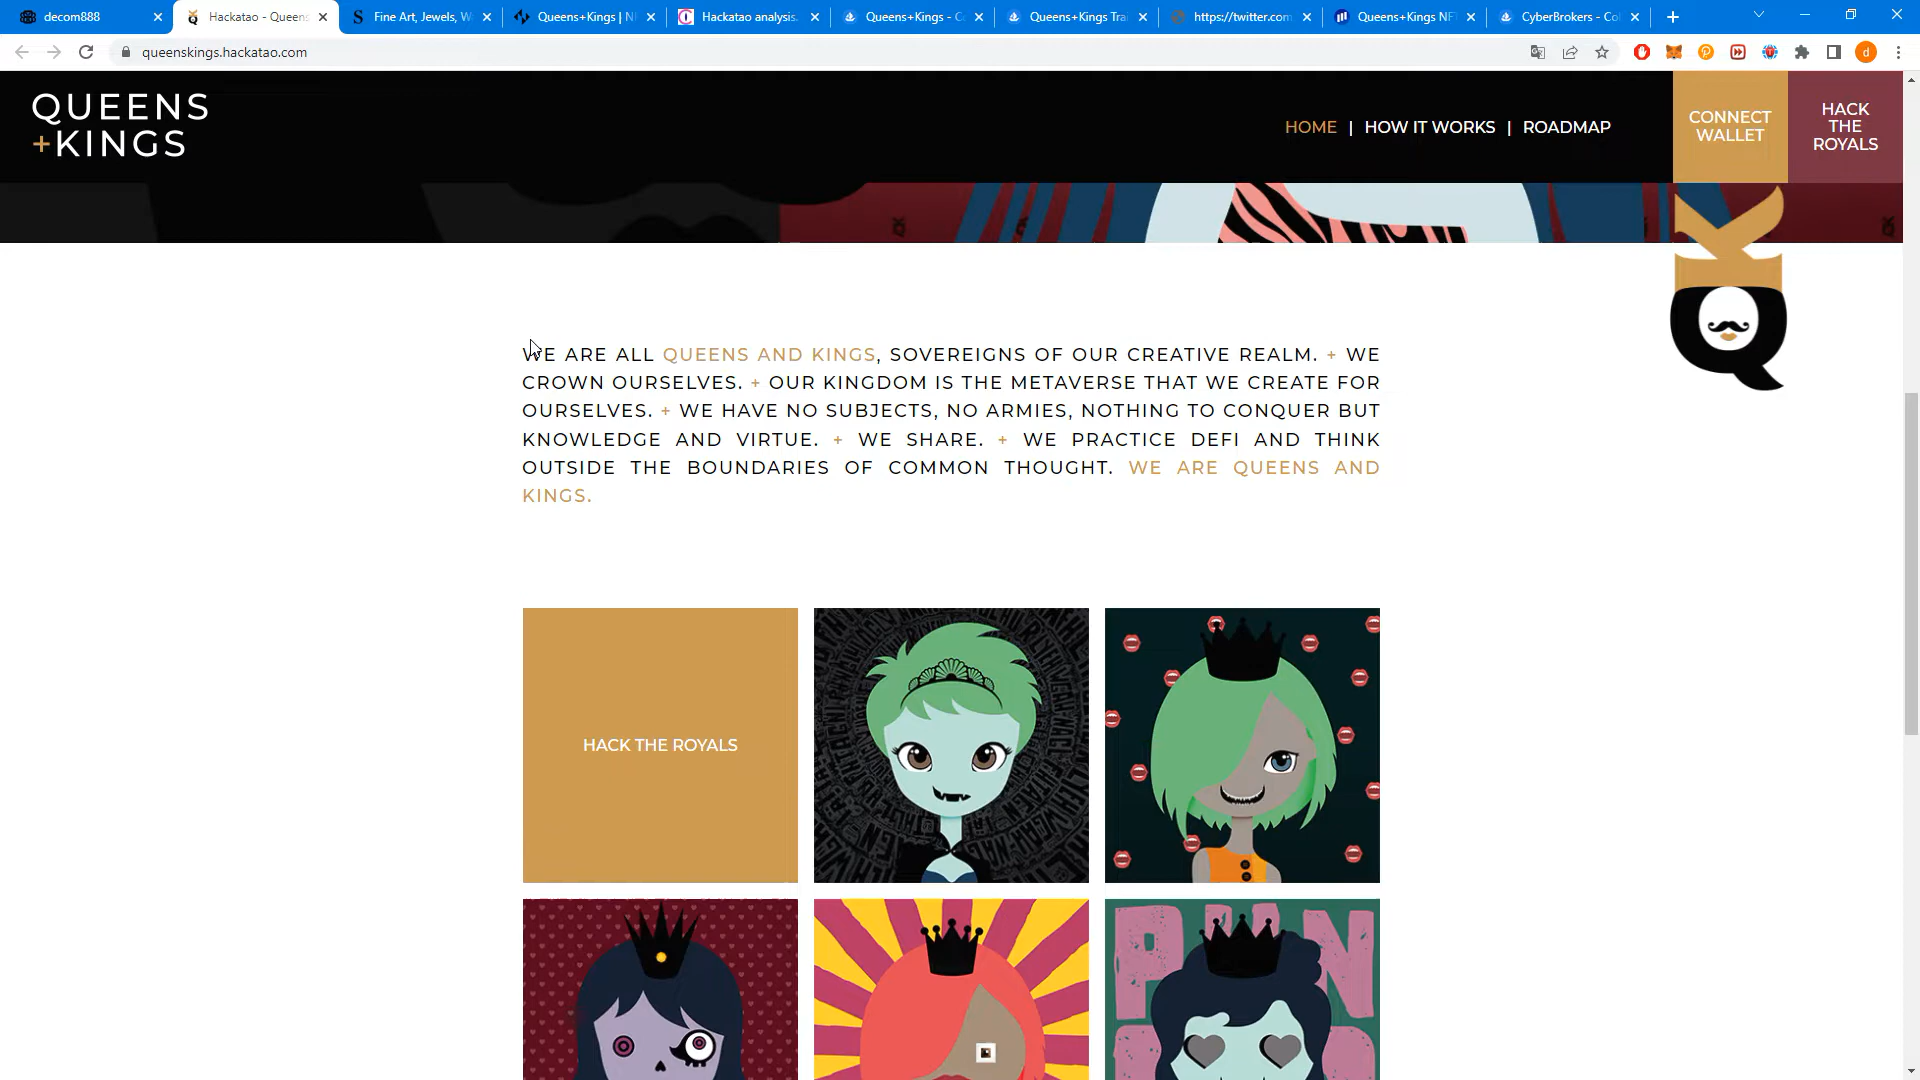 decom888
Hackatao - Queens
Fine Art, Jewels, W
Queens+Kings | N
Hackatao analysis.
Queens+Kings - C
Queens+Kings Tra
https://twitter.com
Queens+Kings NF
CyberBrokers - Co
queenskings.hackatao.com
d
QUEENS
+KINGS
HOME | HOW IT WORKS | ROADMAP
CONNECT
WALLET
HACK
THE
ROYALS
WE ARE ALL QUEENS AND KINGS, SOVEREIGNS OF OUR CREATIVE REALM. + WE
CROWN OURSELVES. + OUR KINGDOM IS THE METAVERSE THAT WE CREATE FOR
OURSELVES. + WE HAVE NO SUBJECTS, NO ARMIES, NOTHING TO CONQUER BUT
KNOWLEDGE AND VIRTUE. + WE SHARE. + WE PRACTICE DEFI AND THINK
OUTSIDE THE BOUNDARIES OF COMMON THOUGHT. WE ARE QUEENS AND
KINGS.
HACK THE ROYALS